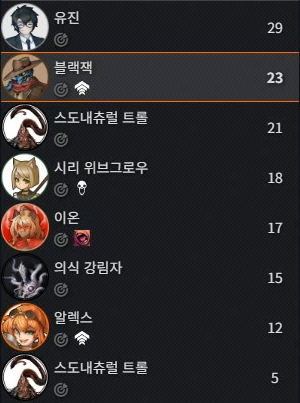 유진
29
블랙잭
23
스도내츄럴 트롤
21
시리 위브그로우
18
이온
17
의식 강림자
15
알렉스
12
스도내츄럴 트롤
5